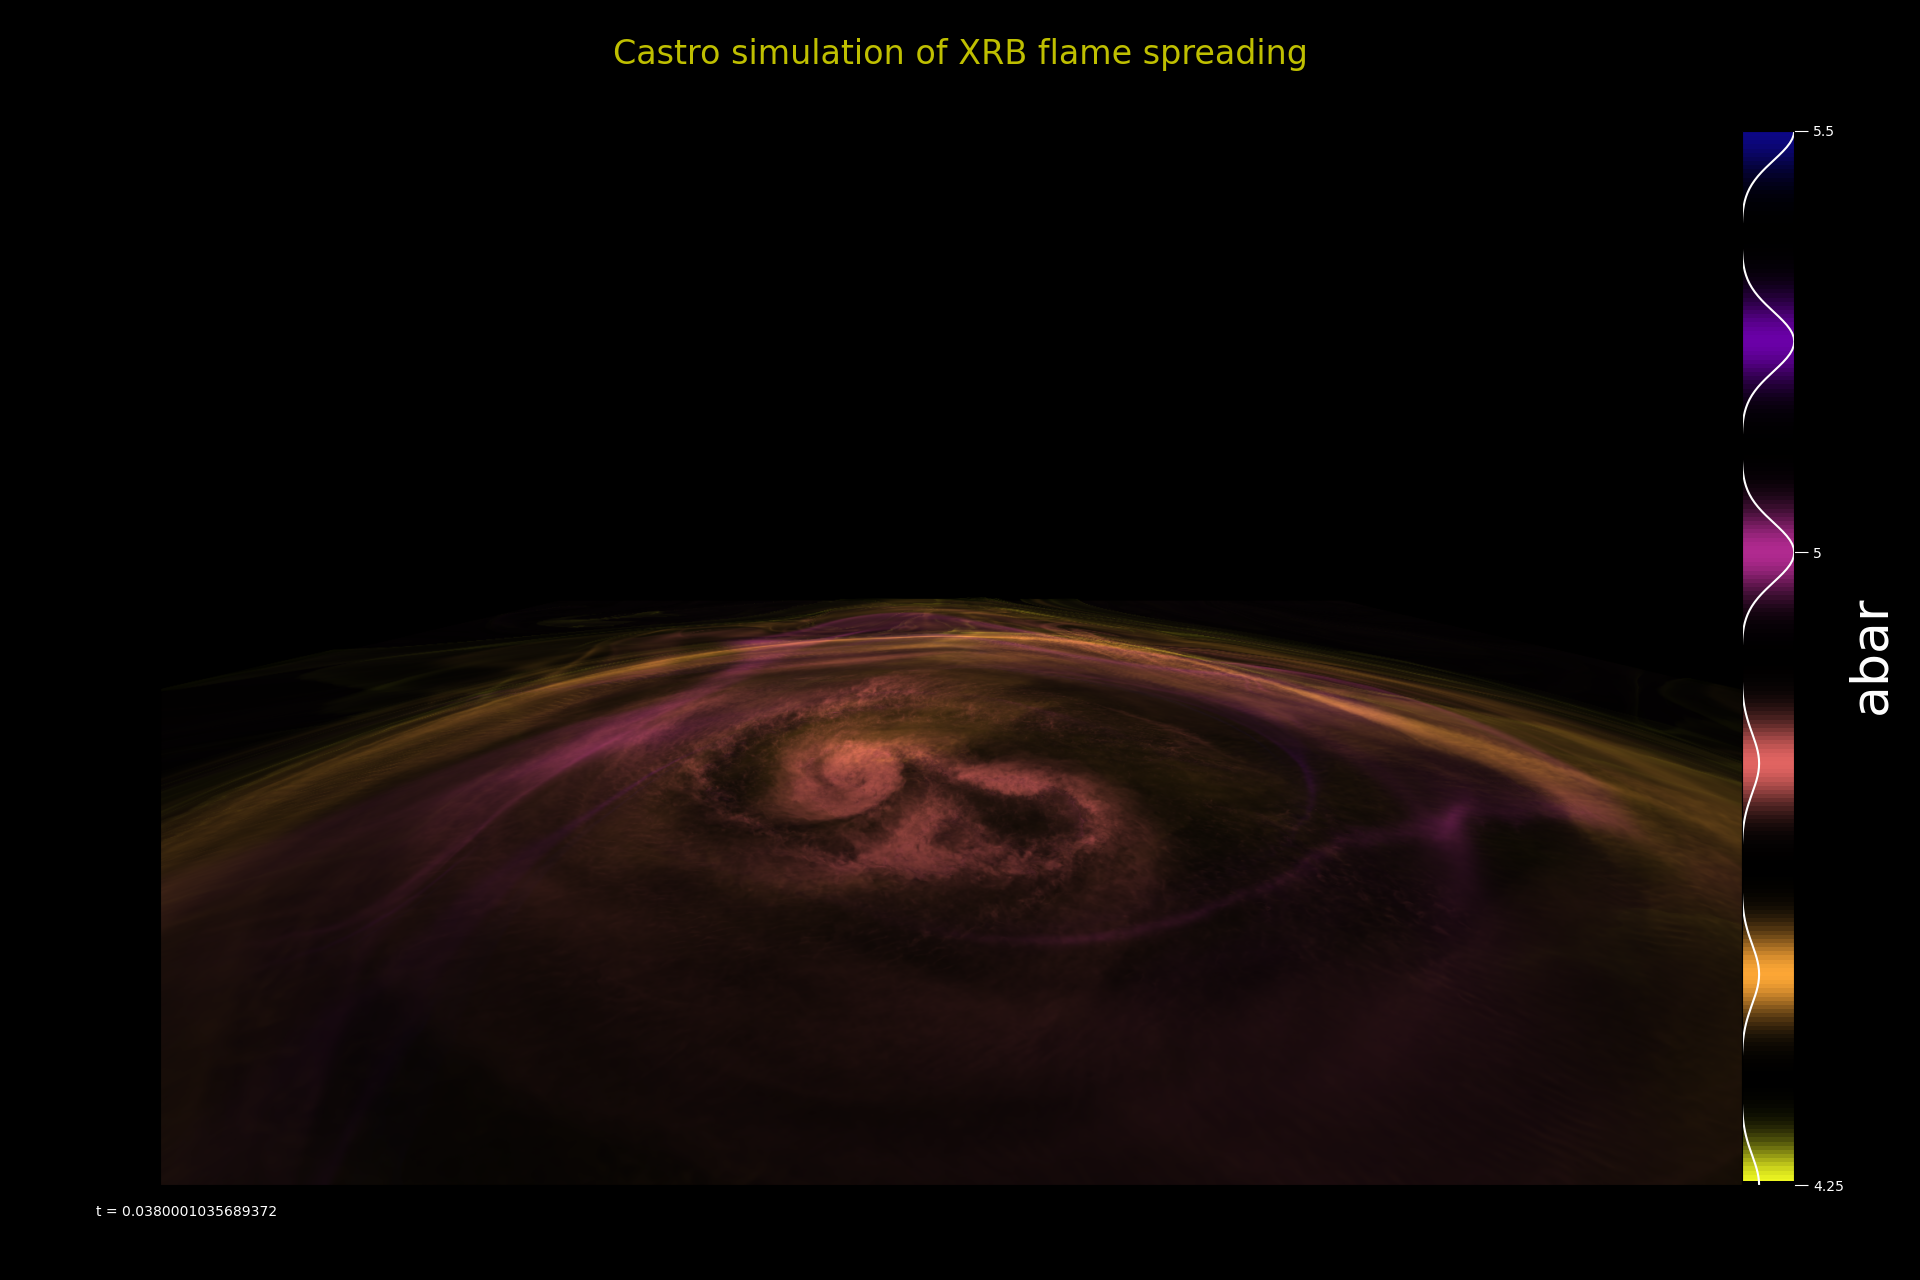 Castro simulation of XRB flame spreading
5.5
5
abar
4.25
t = 0.0380001035689372